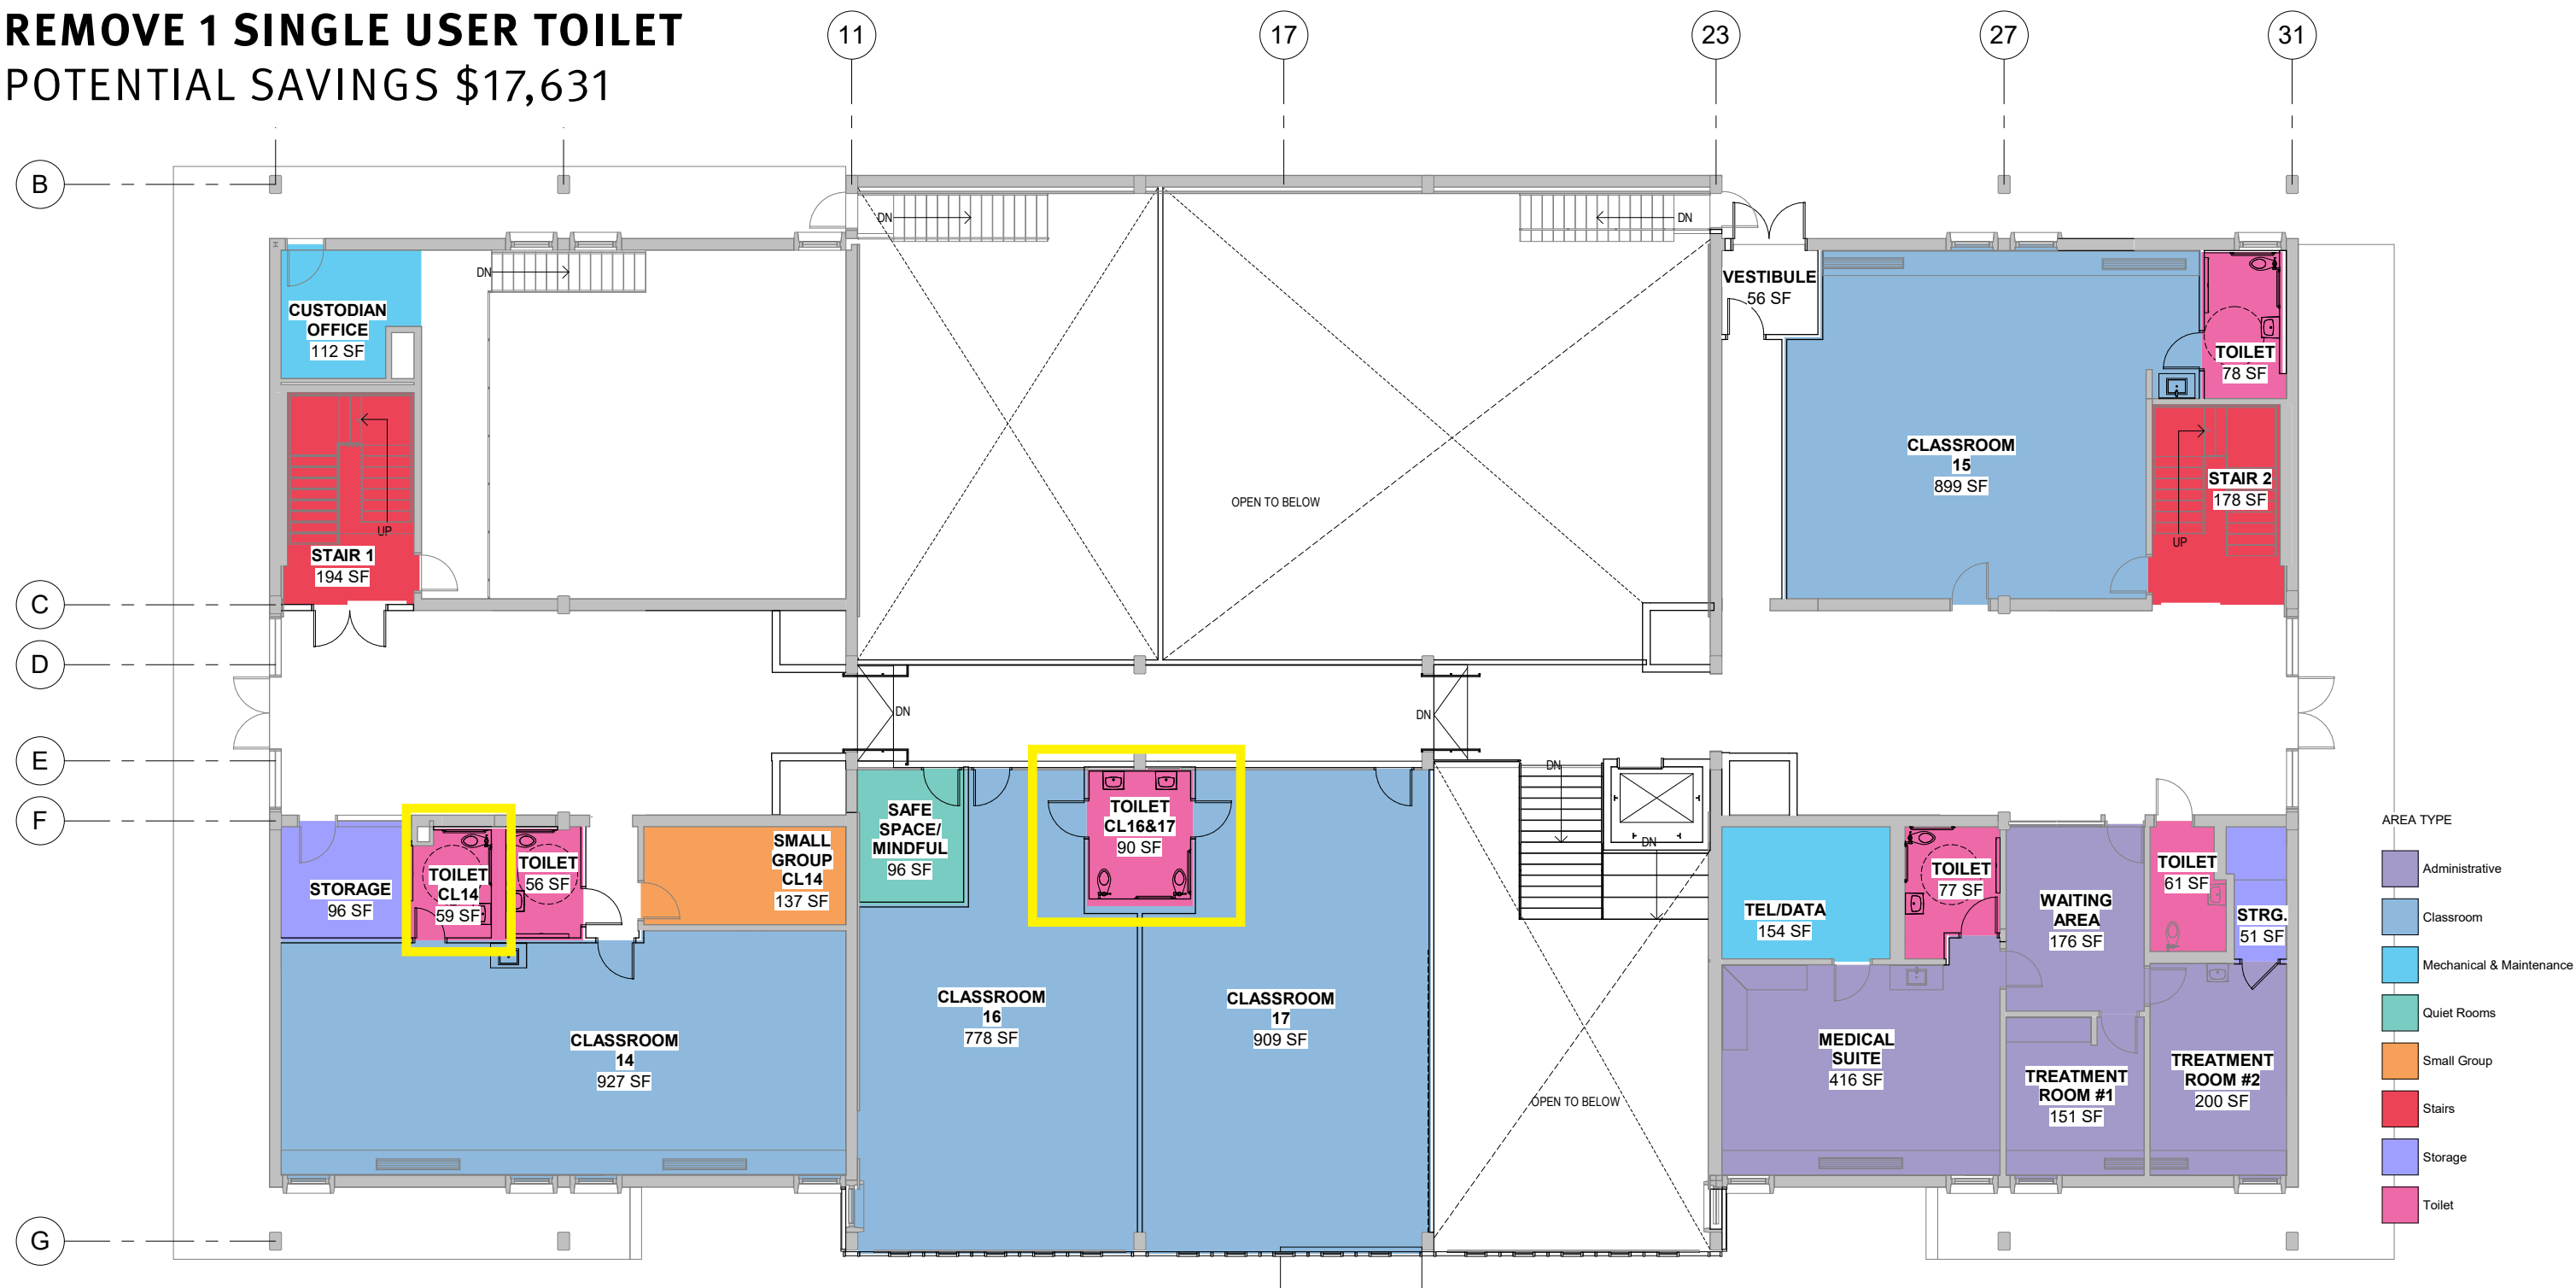 REMOVE 1 SINGLE USER TOILET
POTENTIAL SAVINGS $17,631
11
17
23
27
31
B
C
D
E
F
G
DN
DN
DN
CUSTODIAN
OFFICE
112 SF
VESTIBULE
56 SF
TOILET
78 SF
CLASSROOM
15
899 SF
OPEN TO BELOW
STAIR 2
178 SF
UP
UP
STAIR 1
194 SF
DN
DN
DN
DN
SAFE
SPACE/
MINDFUL
96 SF
TOILET
CL16&17
90 SF
STORAGE
96 SF
TOILET
CL14
59 SF
TOILET
56 SF
SMALL
GROUP
CL14
137 SF
TEL/DATA
154 SF
TOILET
77 SF
WAITING
AREA
176 SF
TOILET
61 SF
STRG.
51 SF
CLASSROOM
14
927 SF
CLASSROOM
16
778 SF
CLASSROOM
17
909 SF
OPEN TO BELOW
MEDICAL
SUITE
416 SF
TREATMENT
ROOM #1
151 SF
TREATMENT
ROOM #2
200 SF
AREA TYPE
Administrative
Classroom
Mechanical & Maintenance
Quiet Rooms
Small Group
Stairs
Storage
Toilet